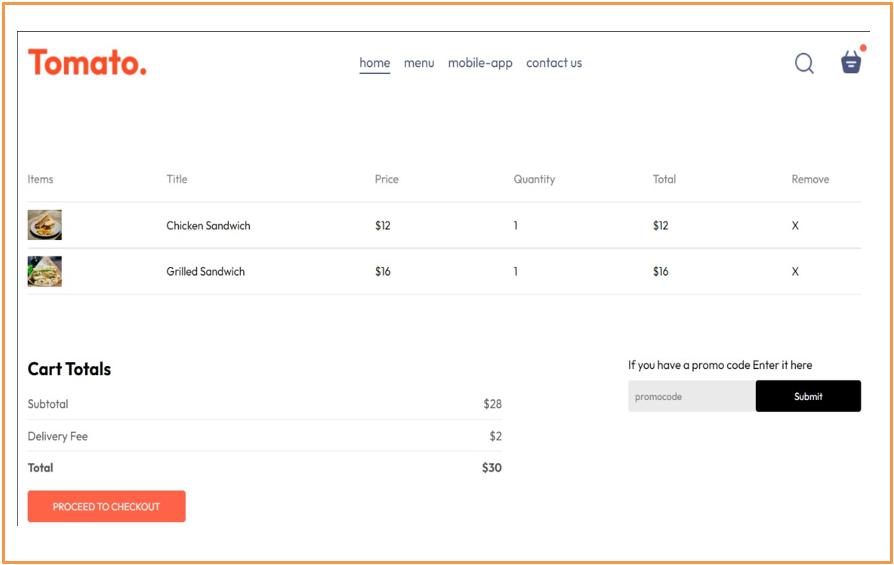 Tomato.
home menu mobile-app contact us
Items Title Price Quantity Total Remove
Chicken Sandwich $12 1 $12 X
Grilled Sandwich $16 1 $16 X
Cart Totals
If you have a promo code Enter it here
Subtotal $28
promocode Submit
Delivery Fee $2
Total $30
PROCEED TO CHECKOUT